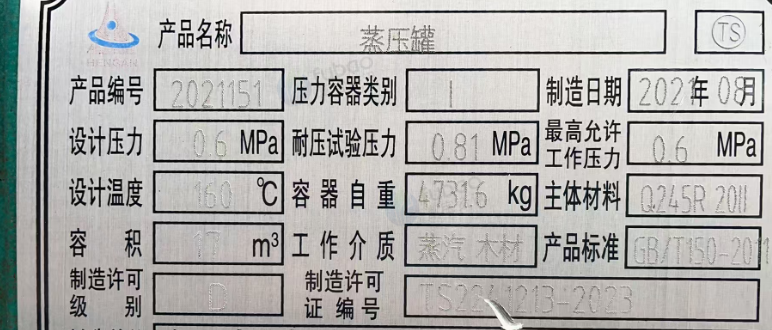 HENGAN
产品名称 蒸压罐 TS
产品编号 2021151 压力容器类别 I 制造日期 2021年08月
设计压力 0.6 MPa 耐压试验压力 0.81 MPa 最高允许工作压力 0.6 MPa
设计温度 160 ℃ 容器自重 4731.6 kg 主体材料 Q245R 20II
容积 17 m³ 工作介质 蒸汽 木材 产品标准 GB/T150-2011
制造许可级别 D 制造许可证编号 TS2241213-2023